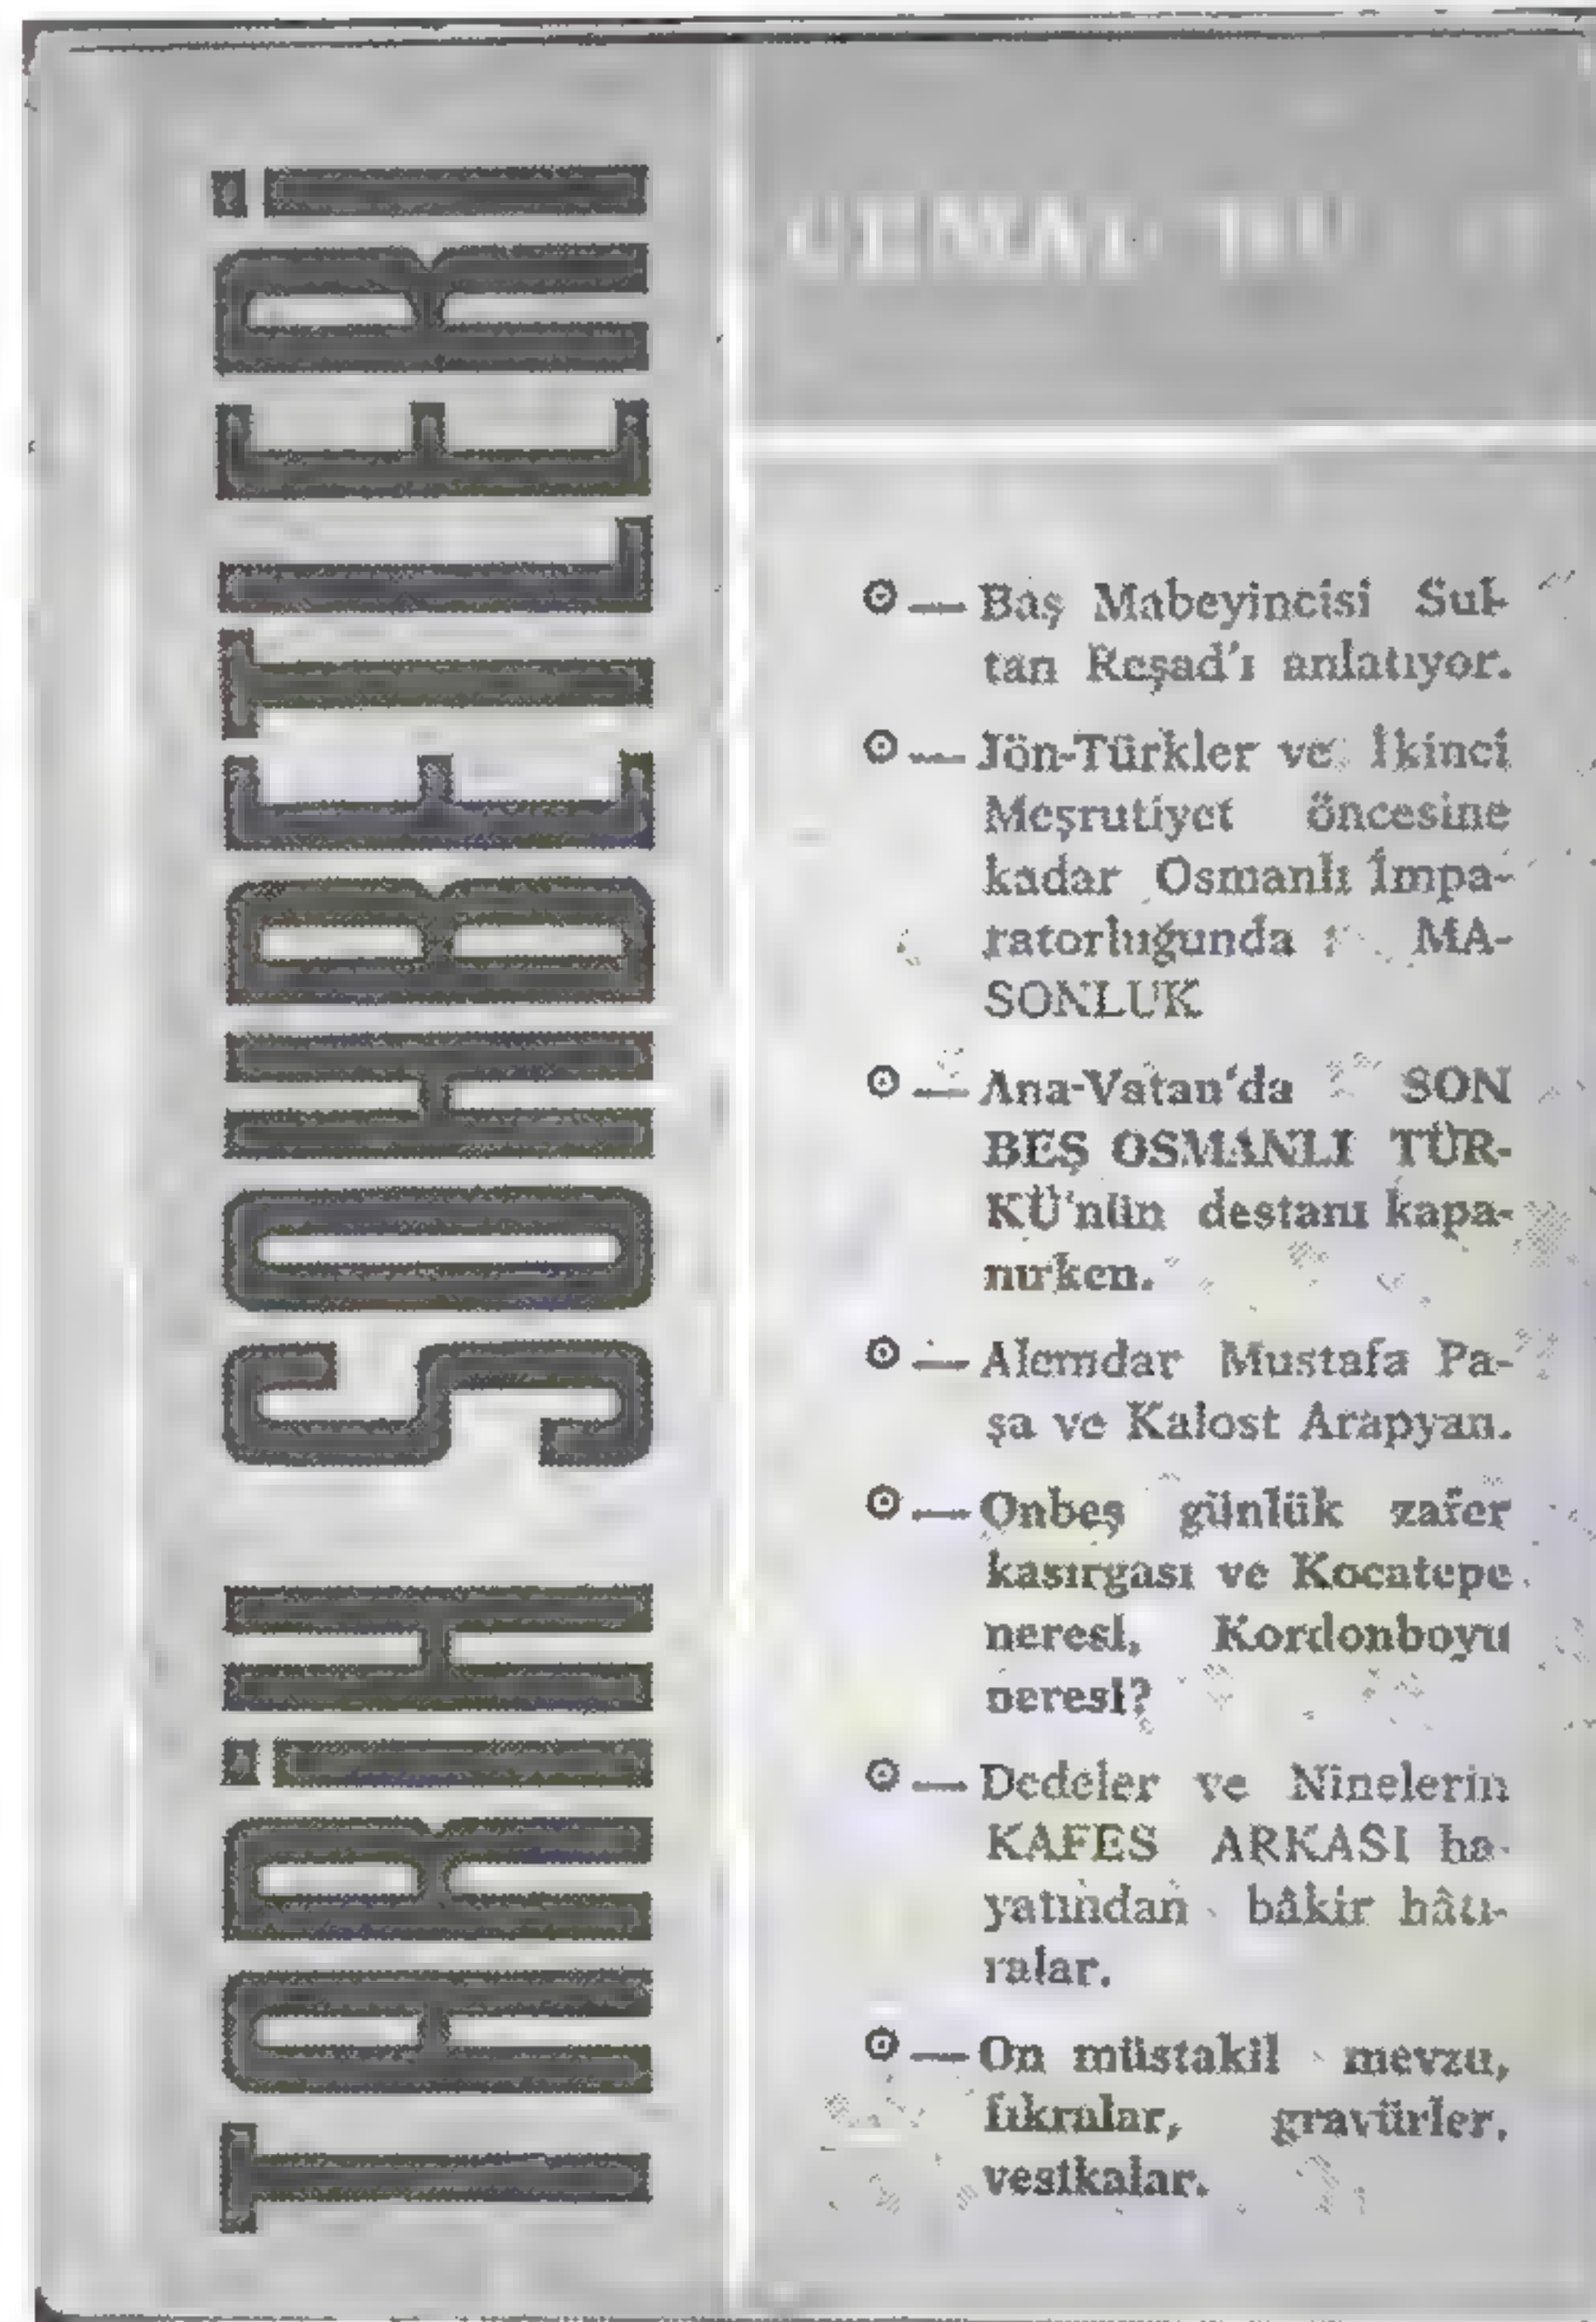 TARİH SOHBETLERİ
CEMAL
Baş Mabeyincisi Sul-
tan Reşad'ı anlatıyor.
Jön-Türkler ve İkinci
Meşrutiyet öncesine
kadar Osmanlı İmpa-
ratorluğunda : MA-
SONLUK
Ana-Vatan'da SON
BEŞ OSMANLI TÜR-
KÜ'nün destanı kapa-
nırken.
Alemdar Mustafa Pa-
şa ve Kalost Arapyan.
Onbeş günlük zafer
kasırgası ve Kocatepe
neresi, Kordonboyu
neresi?
Dedeler ve Ninelerin
KAFES ARKASI ha-
yatından bâkir hâtı-
ralar.
On müstakil mevzu,
fıkralar, gravürler,
vesikalar.